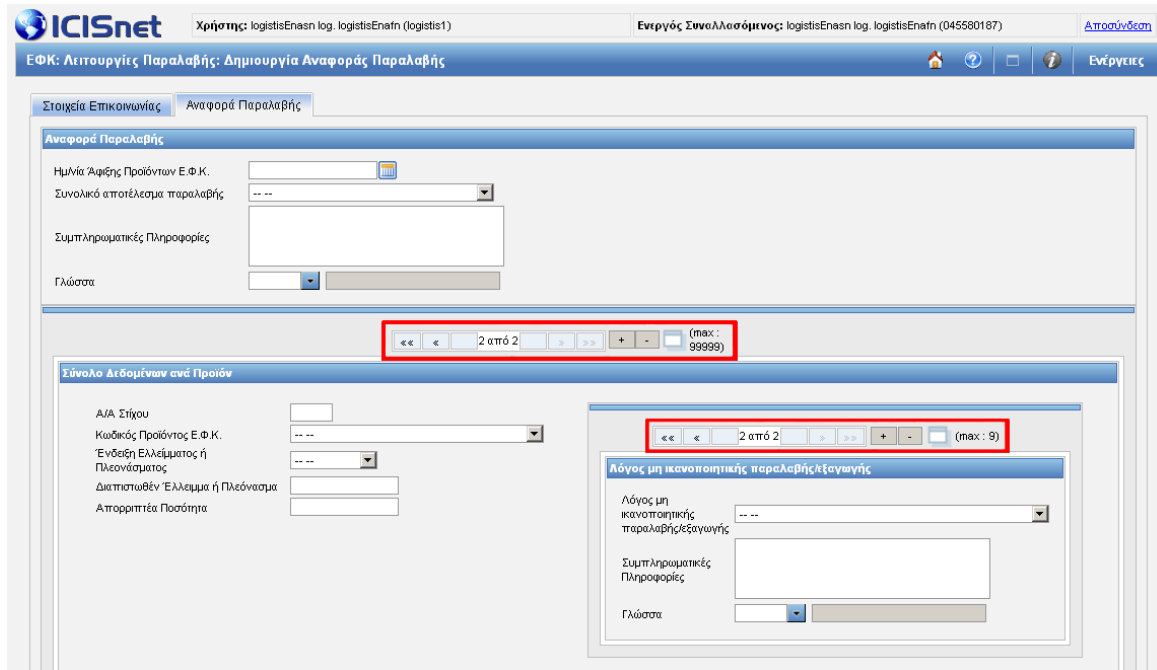 ICISnet Χρήστης: logistisEnasn log. logistisEnafn (logistis1) Ενεργός Συναλλασόμενος: logistisEnasn log. logistisEnafn (045580187) Αποσύνδεση
ΕΦΚ: Λειτουργίες Παραλαβής: Δημιουργία Αναφοράς Παραλαβής Ενέργειες
Στοιχεία Επικοινωνίας Αναφορά Παραλαβής
Αναφορά Παραλαβής
Ημ/νία Άφιξης Προϊόντων Ε.Φ.Κ.
Συνολικό αποτέλεσμα παραλαβής -- --
Συμπληρωματικές Πληροφορίες
Γλώσσα
<< < 2 από 2 > >> + - (max :
99999)
Σύνολο Δεδομένων ανά Προϊόν
Α/Α Στίχου
Κωδικός Προϊόντος Ε.Φ.Κ. -- --
Ένδειξη Ελλείμματος ή
Πλεονάσματος -- --
Διαπιστωθέν Έλλειμμα ή Πλεόνασμα
Απορριπτέα Ποσότητα
<< < 2 από 2 > >> + - (max : 9)
Λόγος μη ικανοποιητικής παραλαβής/εξαγωγής
Λόγος μη
ικανοποιητικής -- --
παραλαβής/εξαγωγής
Συμπληρωματικές
Πληροφορίες
Γλώσσα